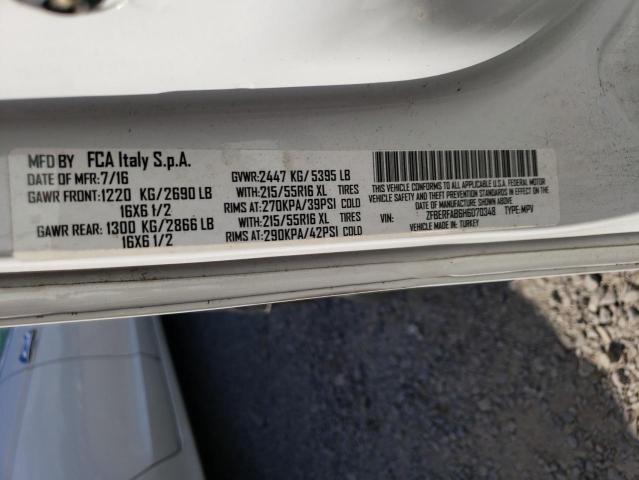 MFD BY FCA Italy S.p.A.
DATE OF MFR: 7/16
GAWR FRONT: 1220 KG/2690 LB
16X6 1/2
GAWR REAR: 1300 KG/2866 LB
16X6 1/2
GVWR: 2447 KG/5395 LB
WITH: 215/55R16 XL TIRES
RIMS AT: 270KPA/39PSI COLD
WITH: 215/55R16 XL TIRES
RIMS AT: 290KPA/42PSI COLD
THIS VEHICLE CONFORMS TO ALL APPLICABLE U.S.A. FEDERAL MOTOR
VEHICLE SAFETY, BUMPER, AND THEFT PREVENTION STANDARDS IN
EFFECT ON THE DATE OF MANUFACTURE SHOWN ABOVE.
VIN: ZFBERFAB6H6070348 TYPE: MPV
VEHICLE MADE IN: TURKEY